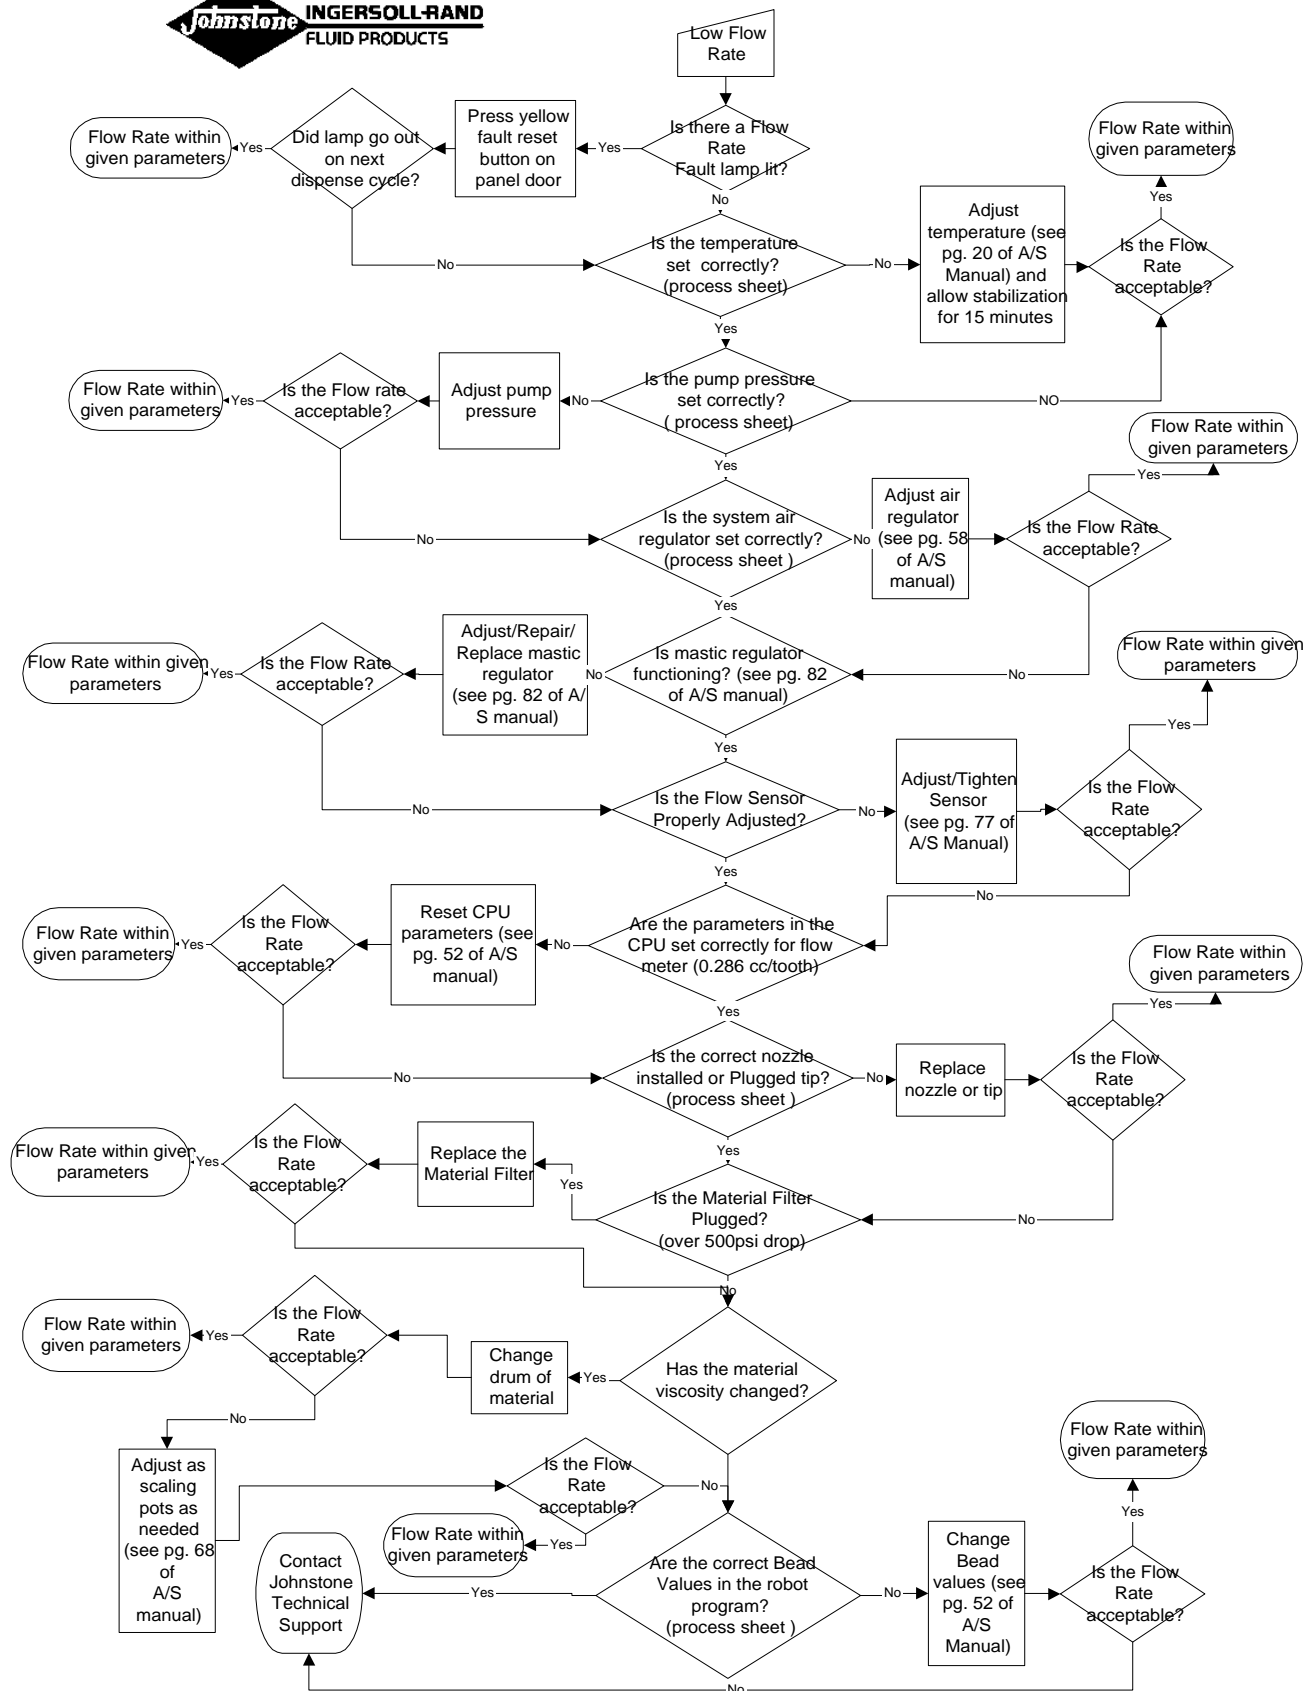 Johnstone
INGERSOLL-RAND
FLUID PRODUCTS
Low Flow
Rate
Is there a Flow
Rate
Fault lamp lit?
Yes
Press yellow
fault reset
button on
panel door
Did lamp go out
on next
dispense cycle?
Yes
Flow Rate within
given parameters
No
No
Is the temperature
set correctly?
(process sheet)
No
Adjust
temperature (see
pg. 20 of A/S
Manual) and
allow stabilization
for 15 minutes
Is the Flow
Rate
acceptable?
Yes
Flow Rate within
given parameters
Yes
Is the pump pressure
set correctly?
( process sheet)
NO
No
Adjust pump
pressure
Is the Flow rate
acceptable?
Yes
Flow Rate within
given parameters
No
Yes
Is the system air
regulator set correctly?
(process sheet )
No
Adjust air
regulator
(see pg. 58
of A/S
manual)
Is the Flow Rate
acceptable?
Yes
Flow Rate within
given parameters
No
Yes
Is mastic regulator
functioning? (see pg. 82
of A/S manual)
No
Adjust/Repair/
Replace mastic
regulator
(see pg. 82 of A/
S manual)
Is the Flow Rate
acceptable?
Yes
Flow Rate within given
parameters
No
Yes
Is the Flow Sensor
Properly Adjusted?
No
Adjust/Tighten
Sensor
(see pg. 77 of
A/S Manual)
Is the Flow
Rate
acceptable?
Yes
Flow Rate within given
parameters
No
Yes
Are the parameters in the
CPU set correctly for flow
meter (0.286 cc/tooth)
No
Reset CPU
parameters (see
pg. 52 of A/S
manual)
Is the Flow
Rate
acceptable?
Yes
Flow Rate within
given parameters
No
Yes
Is the correct nozzle
installed or Plugged tip?
(process sheet )
No
Replace
nozzle or tip
Is the Flow
Rate
acceptable?
Yes
Flow Rate within
given parameters
No
Yes
Is the Material Filter
Plugged?
(over 500psi drop)
Yes
Replace the
Material Filter
Is the Flow
Rate
acceptable?
Yes
Flow Rate within given
parameters
No
Has the material
viscosity changed?
Yes
Change
drum of
material
Is the Flow
Rate
acceptable?
Yes
Flow Rate within
given parameters
No
Adjust as
scaling
pots as
needed
(see pg. 68
of
A/S
manual)
Is the Flow
Rate
acceptable?
No
Yes
Flow Rate within
given parameters
Are the correct Bead
Values in the robot
program?
(process sheet )
Yes
Contact
Johnstone
Technical
Support
No
Change
Bead
values (see
pg. 52 of
A/S
Manual)
Is the Flow
Rate
acceptable?
Yes
Flow Rate within
given parameters
No